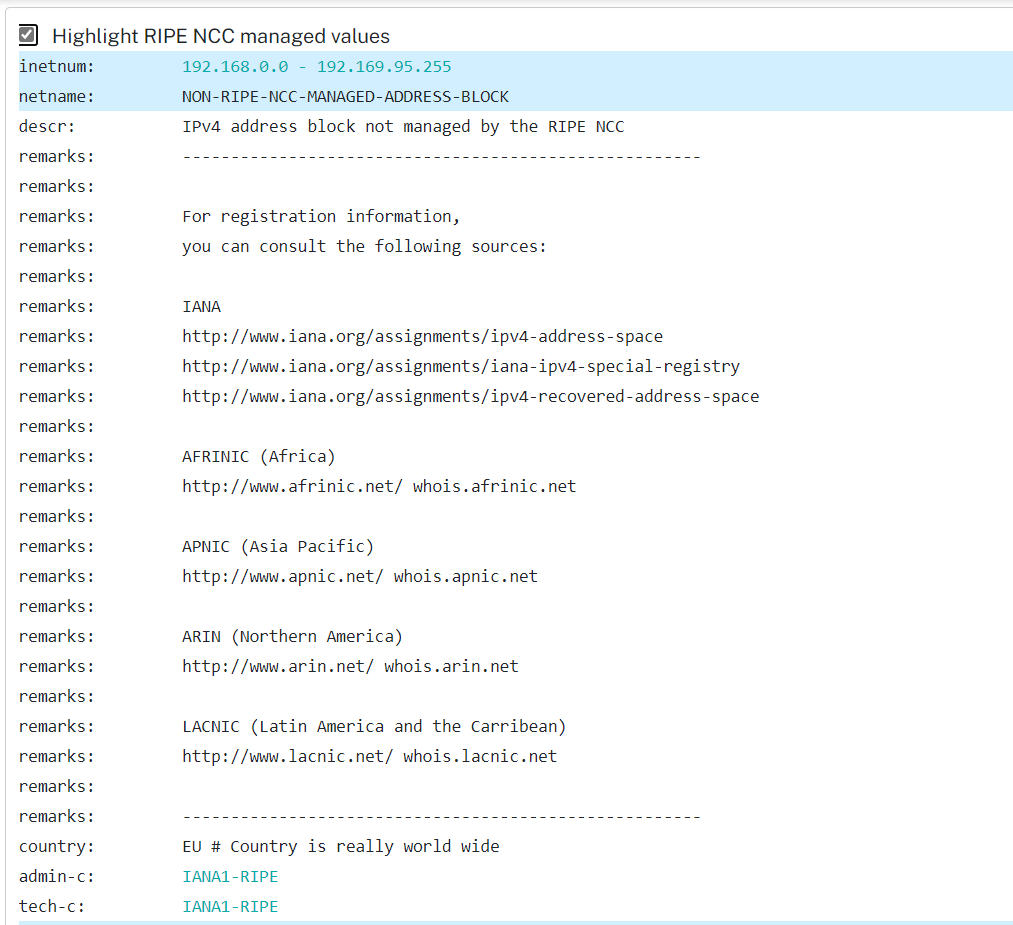 Highlight RIPE NCC managed values
inetnum: 192.168.0.0 - 192.169.95.255
netname: NON-RIPE-NCC-MANAGED-ADDRESS-BLOCK
descr: IPv4 address block not managed by the RIPE NCC
remarks: ------------------------------------------------------
remarks:
remarks: For registration information,
remarks: you can consult the following sources:
remarks:
remarks: IANA
remarks: http://www.iana.org/assignments/ipv4-address-space
remarks: http://www.iana.org/assignments/iana-ipv4-special-registry
remarks: http://www.iana.org/assignments/ipv4-recovered-address-space
remarks:
remarks: AFRINIC (Africa)
remarks: http://www.afrinic.net/ whois.afrinic.net
remarks:
remarks: APNIC (Asia Pacific)
remarks: http://www.apnic.net/ whois.apnic.net
remarks:
remarks: ARIN (Northern America)
remarks: http://www.arin.net/ whois.arin.net
remarks:
remarks: LACNIC (Latin America and the Carribean)
remarks: http://www.lacnic.net/ whois.lacnic.net
remarks:
remarks: ------------------------------------------------------
country: EU # Country is really world wide
admin-c: IANA1-RIPE
tech-c: IANA1-RIPE